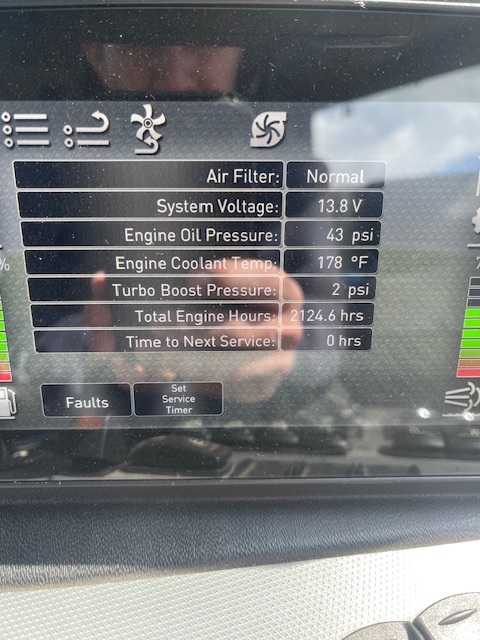 Air Filter: Normal
System Voltage: 13.8 V
Engine Oil Pressure: 43 psi
Engine Coolant Temp: 178 °F
Turbo Boost Pressure: 2 psi
Total Engine Hours: 2124.6 hrs
Time to Next Service: 0 hrs
%
Faults
Set
Service
Timer